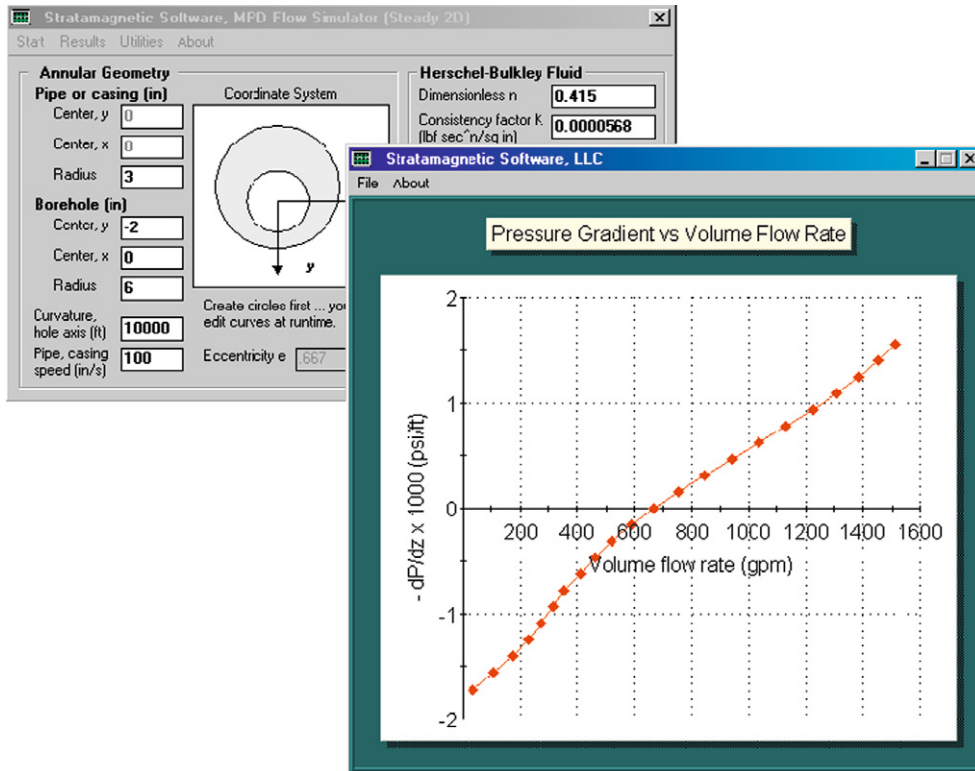 Stratamagnetic Software, MPD Flow Simulator (Steady 2D)
Start Results Utilities About
Annular Geometry
Pipe or casing (in)
Center, y 0
Center, x 0
Radius 3
Borehole (in)
Center, y -2
Center, x 0
Radius 6
Curvature,
hole axis (ft) 10000
Pipe, casing
speed (in/s) 100
Coordinate System
y
Create circles first ... you
edit curves at runtime.
Eccentricity e .667
Herschel-Bulkley Fluid
Dimensionless n 0.415
Consistency factor K
(lbf sec^n/sq in) 0.0000568
Stratamagnetic Software, LLC
File About
Pressure Gradient vs Volume Flow Rate
- dP/dz x 1000 (psi/ft)
2
1
0
-1
-2
200 400 600 800 1000 1200 1400 1600
Volume flow rate (gpm)